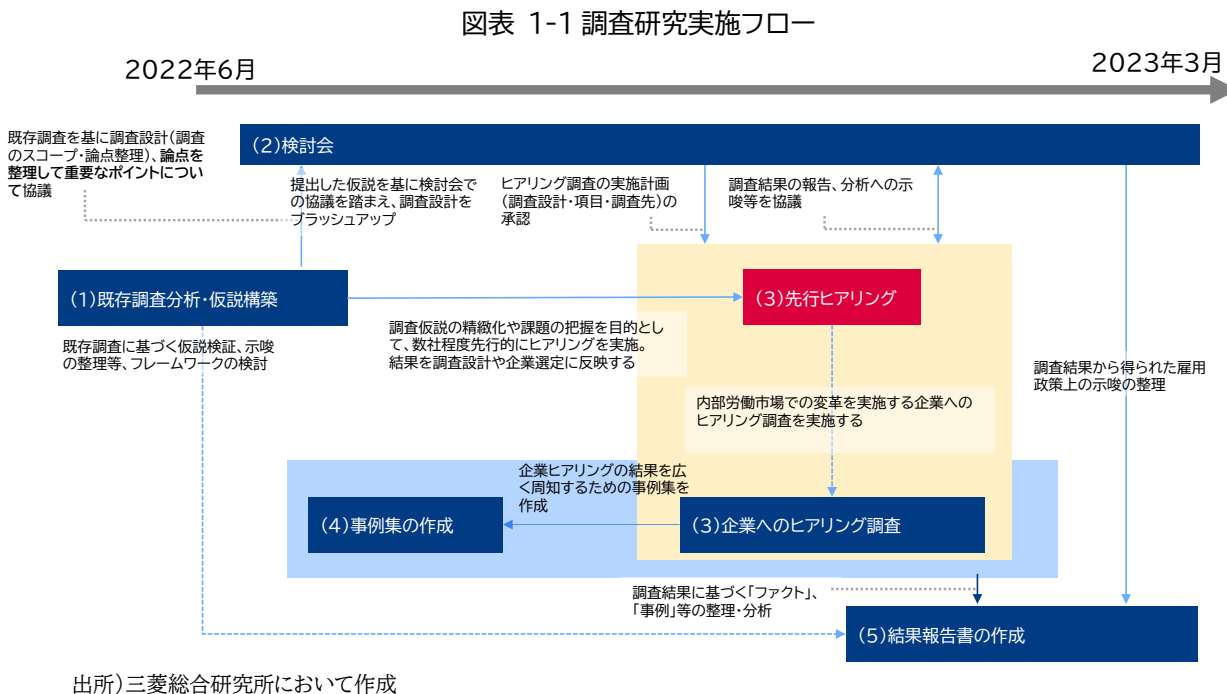 図表 1-1 調査研究実施フロー
2022年6月
2023年3月
既存調査を基に調査設計(調査
のスコープ・論点整理)、論点を
整理して重要なポイントについ
て協議
(2)検討会
提出した仮説を基に検討会で
の協議を踏まえ、調査設計を
ブラッシュアップ
ヒアリング調査の実施計画
(調査設計・項目・調査先)の
承認
調査結果の報告、分析への示
唆等を協議
(1)既存調査分析・仮説構築
(3)先行ヒアリング
既存調査に基づく仮説検証、示唆
の整理等、フレームワークの検討
調査仮説の精緻化や課題の把握を目的とし
て、数社程度先行的にヒアリングを実施。
結果を調査設計や企業選定に反映する
調査結果から得られた雇用
政策上の示唆の整理
内部労働市場での変革を実施する企業への
ヒアリング調査を実施する
企業ヒアリングの結果を広
く周知するための事例集を
作成
(4)事例集の作成
(3)企業へのヒアリング調査
調査結果に基づく「ファクト」、
「事例」等の整理・分析
(5)結果報告書の作成
出所)三菱総合研究所において作成